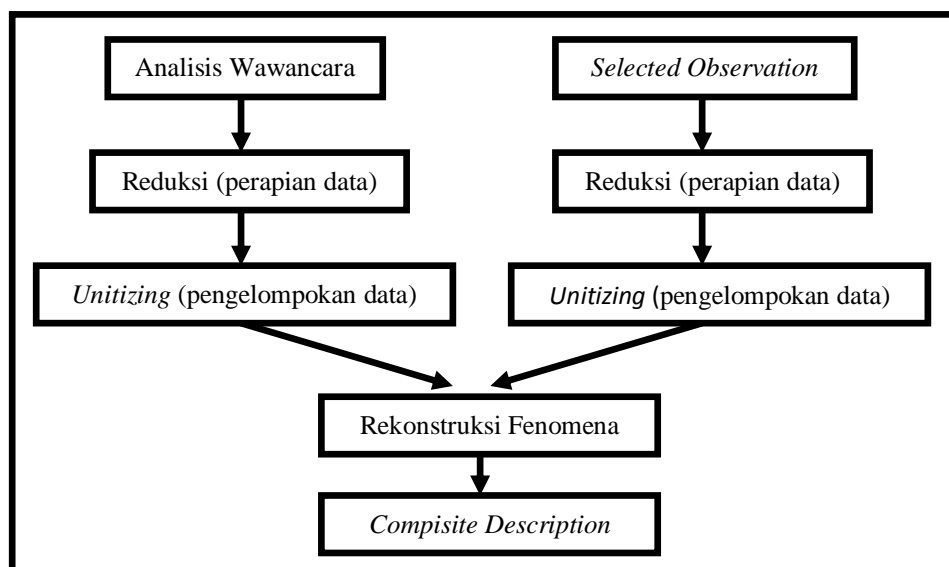 Analisis Wawancara
Selected Observation
Reduksi (perapian data)
Reduksi (perapian data)
Unitizing (pengelompokan data)
Unitizing (pengelompokan data)
Rekonstruksi Fenomena
Compisite Description